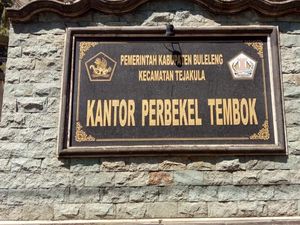 PEMERINTAH KABUPATEN BULELENG
KECAMATAN TEJAKULA
KANTOR PERBEKEL TEMBOK